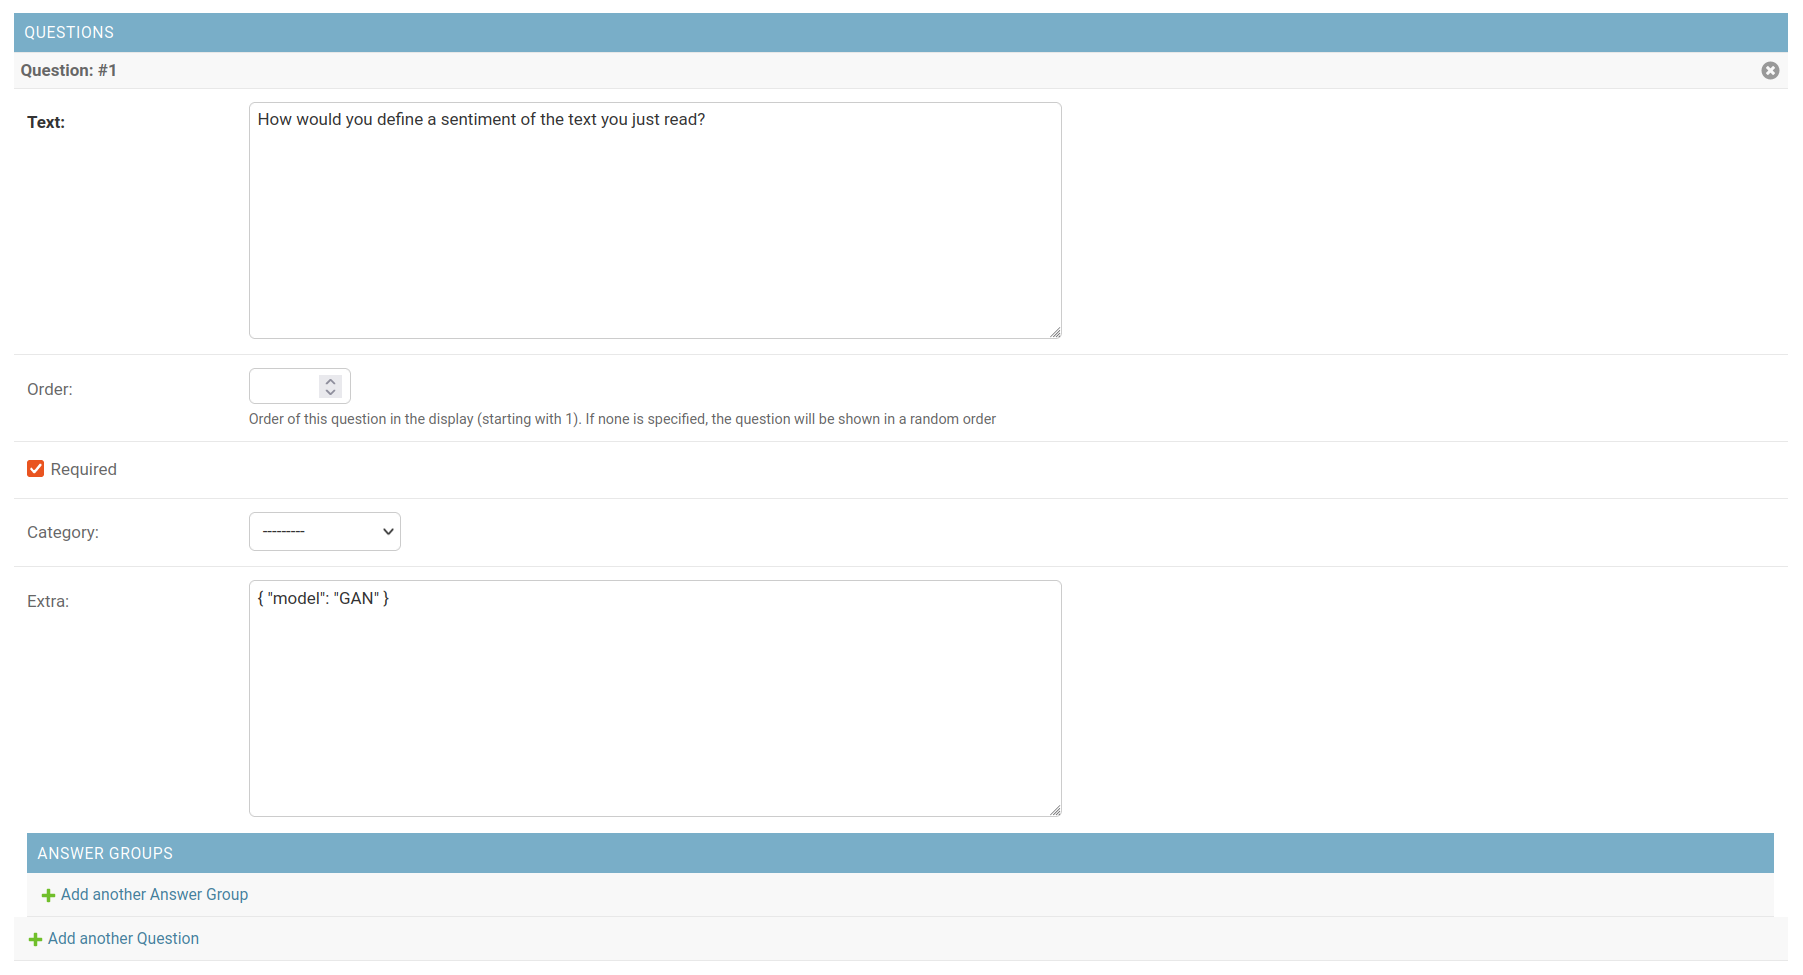 QUESTIONS
Question: #1
Text:
How would you define a sentiment of the text you just read?
Order:
Order of this question in the display (starting with 1). If none is specified, the question will be shown in a random order
Required
Category:
---------
Extra:
{ "model": "GAN" }
ANSWER GROUPS
Add another Answer Group
Add another Question